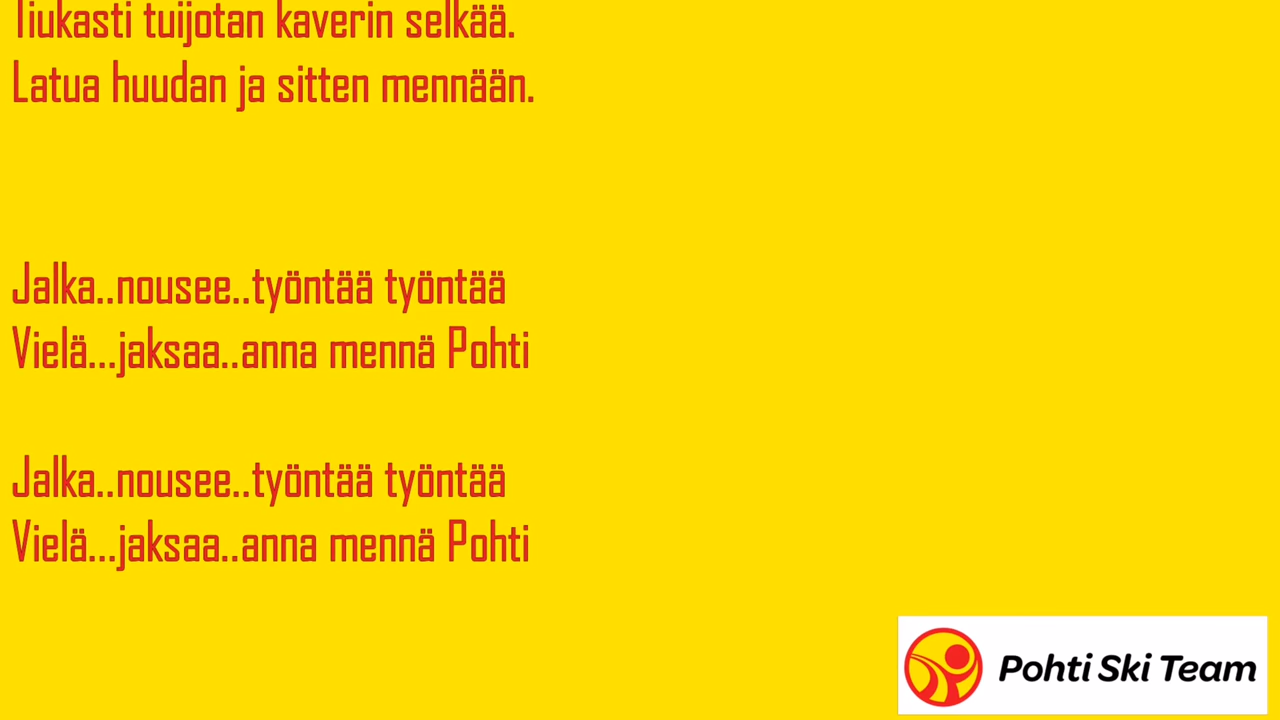 Tiukasti tuijotan kaverin selkää.
Latua huudan ja sitten mennään.
Jalka..nousee..työntää työntää
Vielä...jaksaa..anna mennä Pohti
Jalka..nousee..työntää työntää
Vielä...jaksaa..anna mennä Pohti
Pohti Ski Team